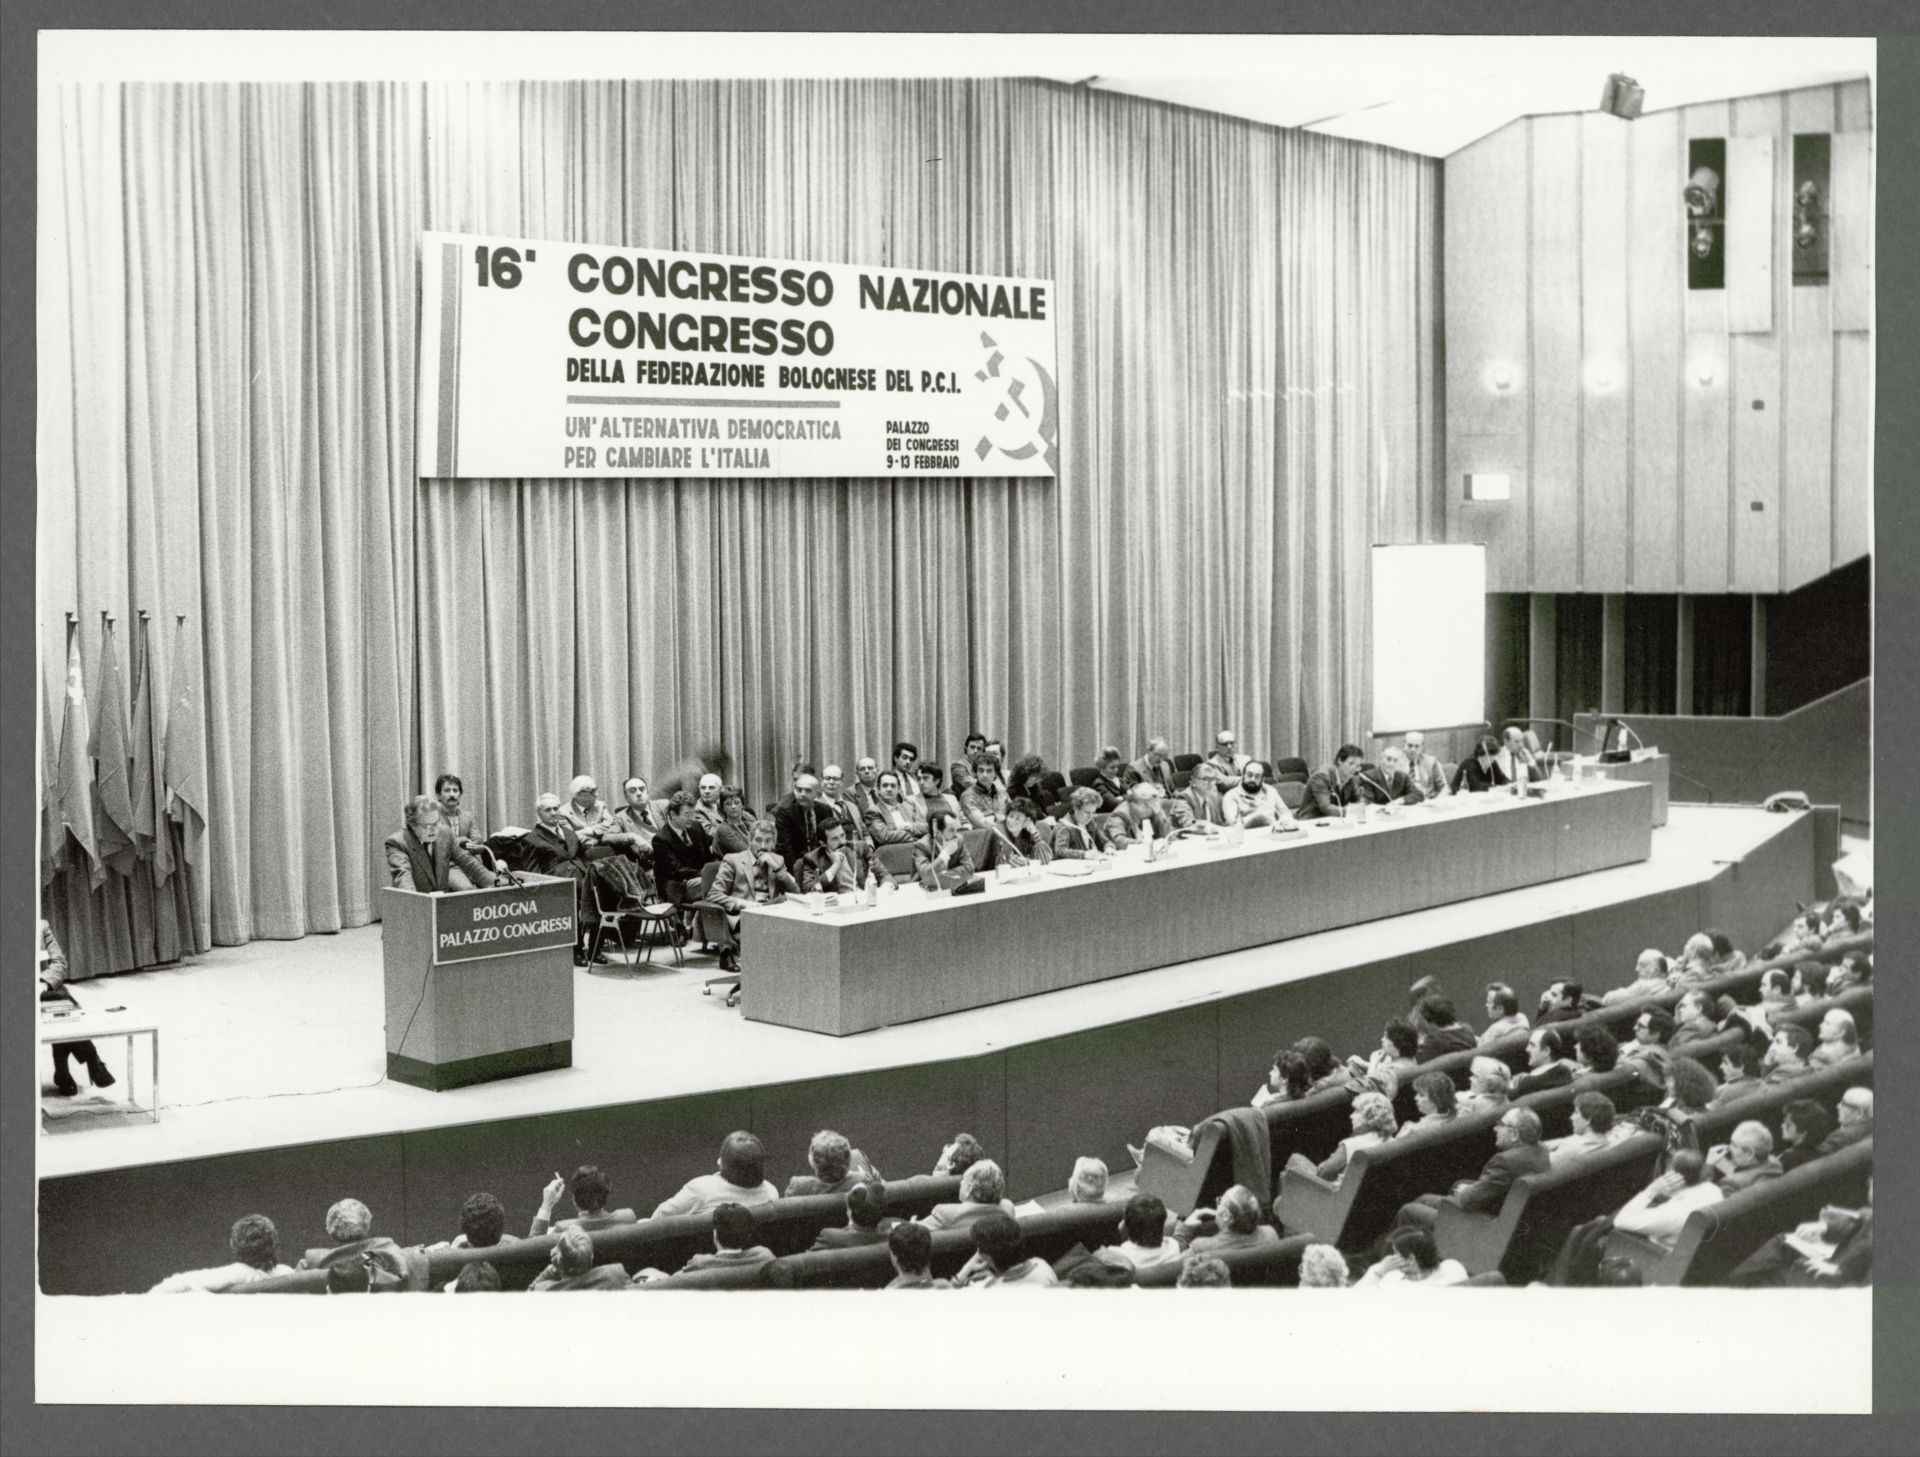 16° CONGRESSO NAZIONALE
CONGRESSO
DELLA FEDERAZIONE BOLOGNESE DEL P.C.I.
UN'ALTERNATIVA DEMOCRATICA
PER CAMBIARE L'ITALIA
PALAZZO
DEI CONGRESSI
9-13 FEBBRAIO
BOLOGNA
PALAZZO CONGRESSI